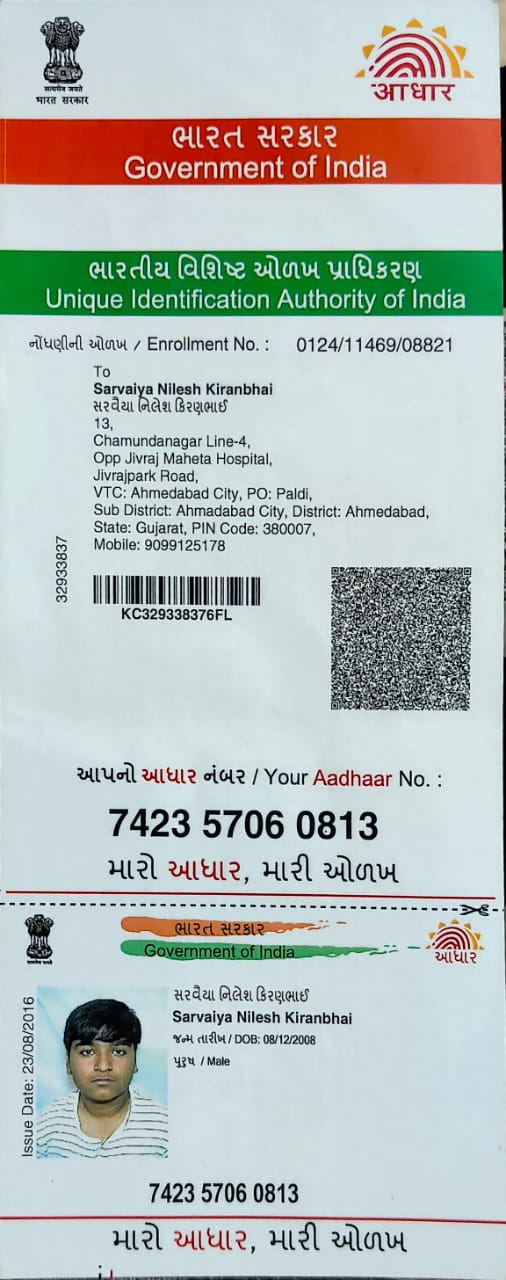 सत्यमेव जयते
भारत सरकार
आधार
ભારત સરકાર
Government of India
ભારતીય વિશિષ્ટ ઓળખ પ્રાધિકરણ
Unique Identification Authority of India
નોંધણીની ઓળખ / Enrollment No. : 0124/11469/08821
To
Sarvaiya Nilesh Kiranbhai
સરવૈયા નિલેશ કિરણભાઈ
13,
Chamundanagar Line-4,
Opp Jivraj Maheta Hospital,
Jivrajpark Road,
VTC: Ahmedabad City, PO: Paldi,
Sub District: Ahmadabad City, District: Ahmedabad,
State: Gujarat, PIN Code: 380007,
Mobile: 9099125178
32933837
KC329338376FL
આપનો આધાર નંબર / Your Aadhaar No. :
7423 5706 0813
મારો આધાર, મારી ઓળખ
ભારત સરકાર
Government of India
આધાર
Issue Date: 23/08/2016
સરવૈયા નિલેશ કિરણભાઈ
Sarvaiya Nilesh Kiranbhai
જન્મ તારીખ / DOB: 08/12/2008
પુરુષ / Male
7423 5706 0813
મારો આધાર, મારી ઓળખ